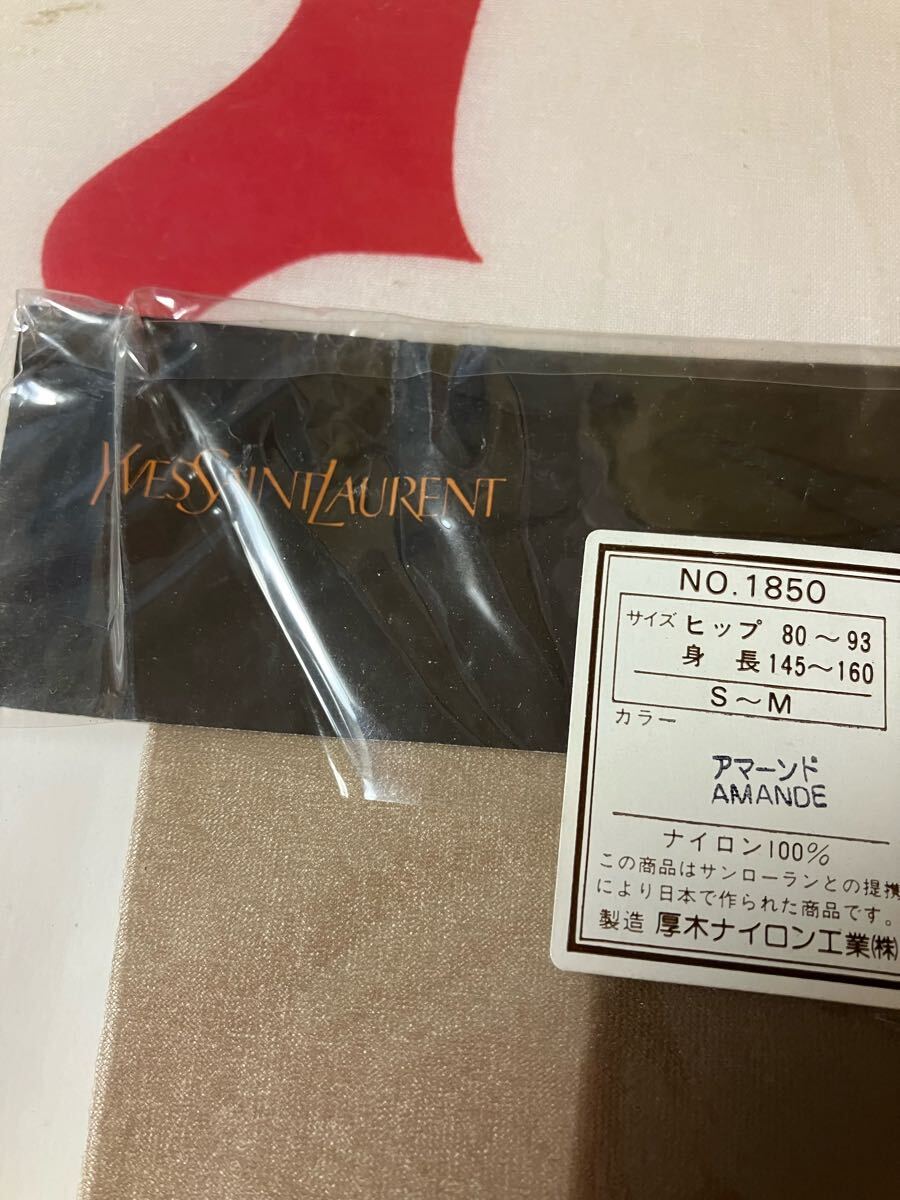 YVESSAINTLAURENT
NO.1850
サイズ ヒップ 80～93
身 長 145～160
S～M
カラー
アマーンド
AMANDE
ナイロン100%
この商品はサンローランとの提携
により日本で作られた商品です。
製造 厚木ナイロン工業㈱